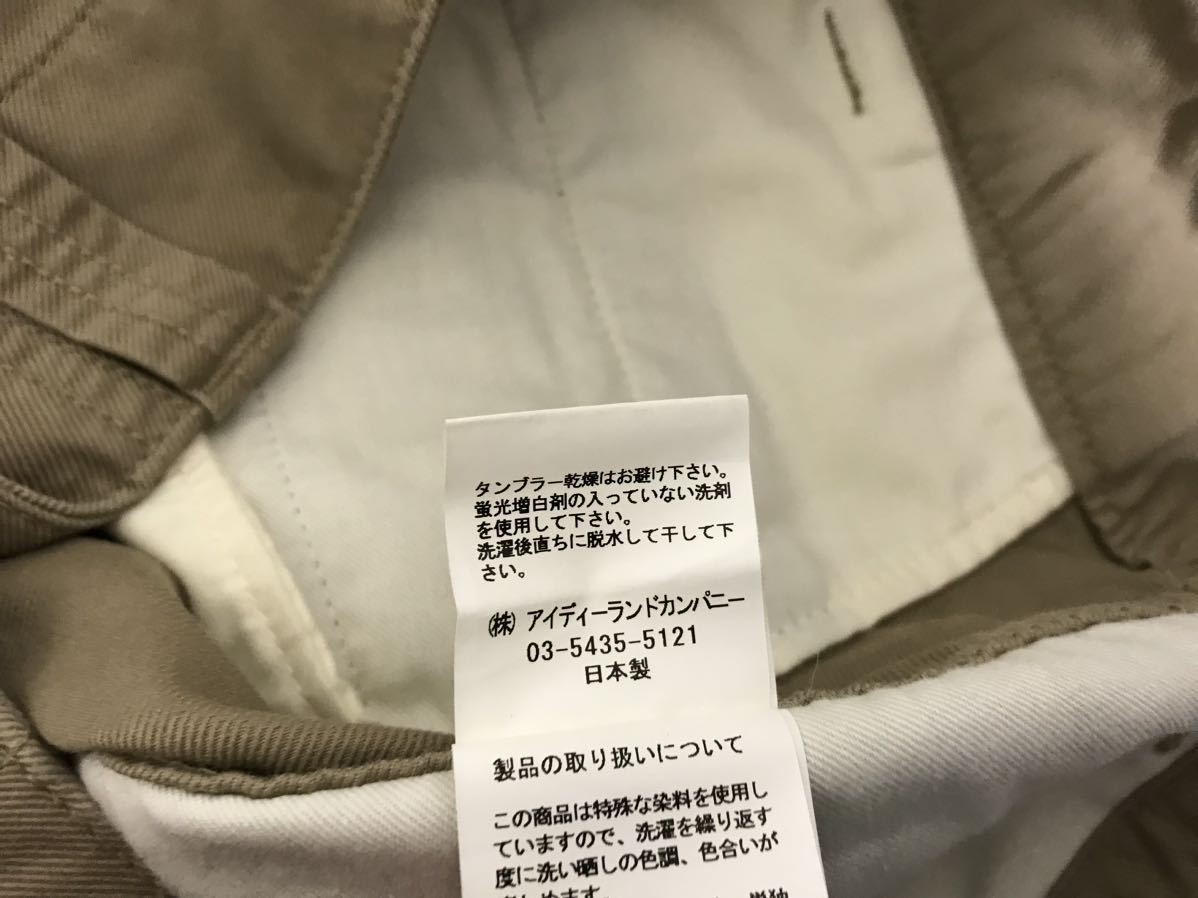 タンブラー乾燥はお避け下さい。
蛍光増白剤の入っていない洗剤
を使用して下さい。
洗濯後直ちに脱水して干して下
さい。
㈱ アイディーランドカンパニー
03-5435-5121
日本製
製品の取り扱いについて
この商品は特殊な染料を使用し
ていますので、洗濯を繰り返す
度に洗い晒しの色調、色合いが
単独